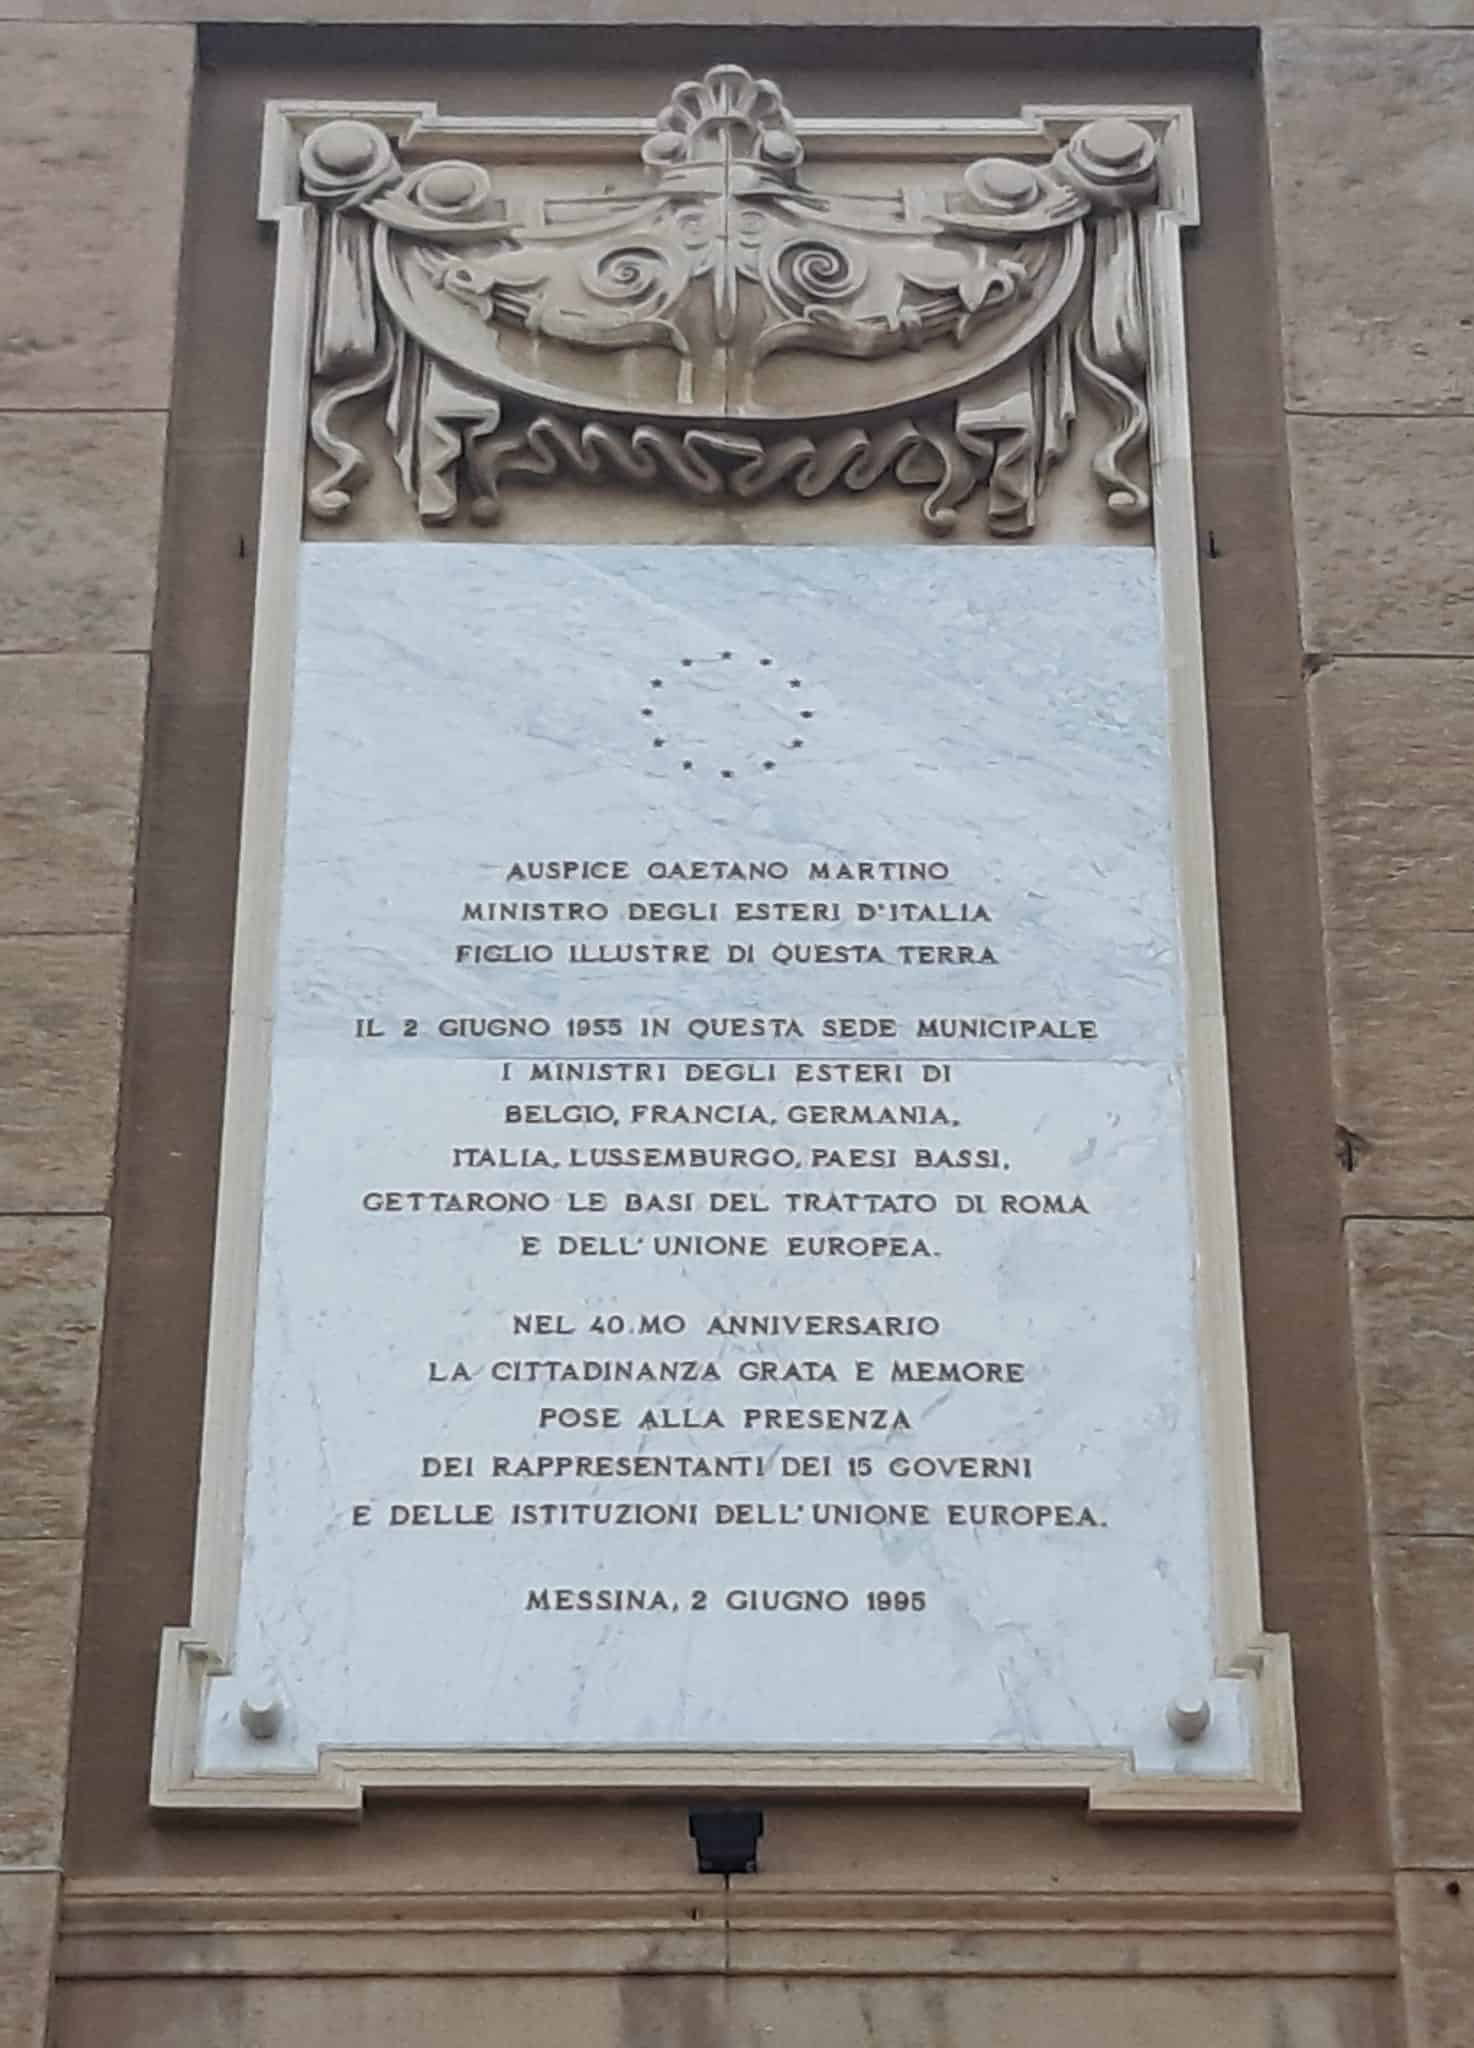 AUSPICE GAETANO MARTINO
MINISTRO DEGLI ESTERI D'ITALIA
FIGLIO ILLUSTRE DI QUESTA TERRA
IL 2 GIUGNO 1955 IN QUESTA SEDE MUNICIPALE
I MINISTRI DEGLI ESTERI DI
BELGIO, FRANCIA, GERMANIA,
ITALIA, LUSSEMBURGO, PAESI BASSI,
GETTARONO LE BASI DEL TRATTATO DI ROMA
E DELL'UNIONE EUROPEA.
NEL 40.MO ANNIVERSARIO
LA CITTADINANZA GRATA E MEMORE
POSE ALLA PRESENZA
DEI RAPPRESENTANTI DEI 15 GOVERNI
E DELLE ISTITUZIONI DELL'UNIONE EUROPEA.
MESSINA, 2 GIUGNO 1995